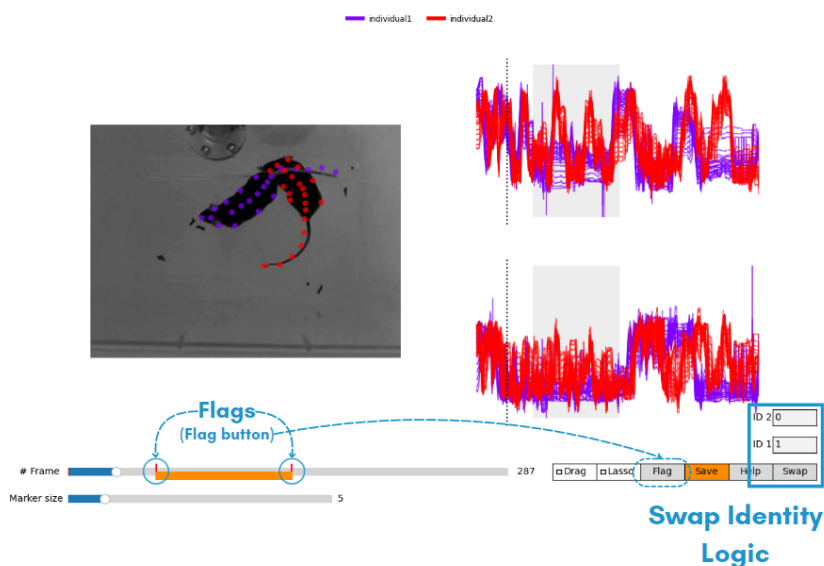 individual1 individual2
Flags
(Flag button)
ID 2 0
ID 1 1
# Frame 287 Drag Lasso Flag Save Help Swap
Marker size 5
Swap Identity
Logic